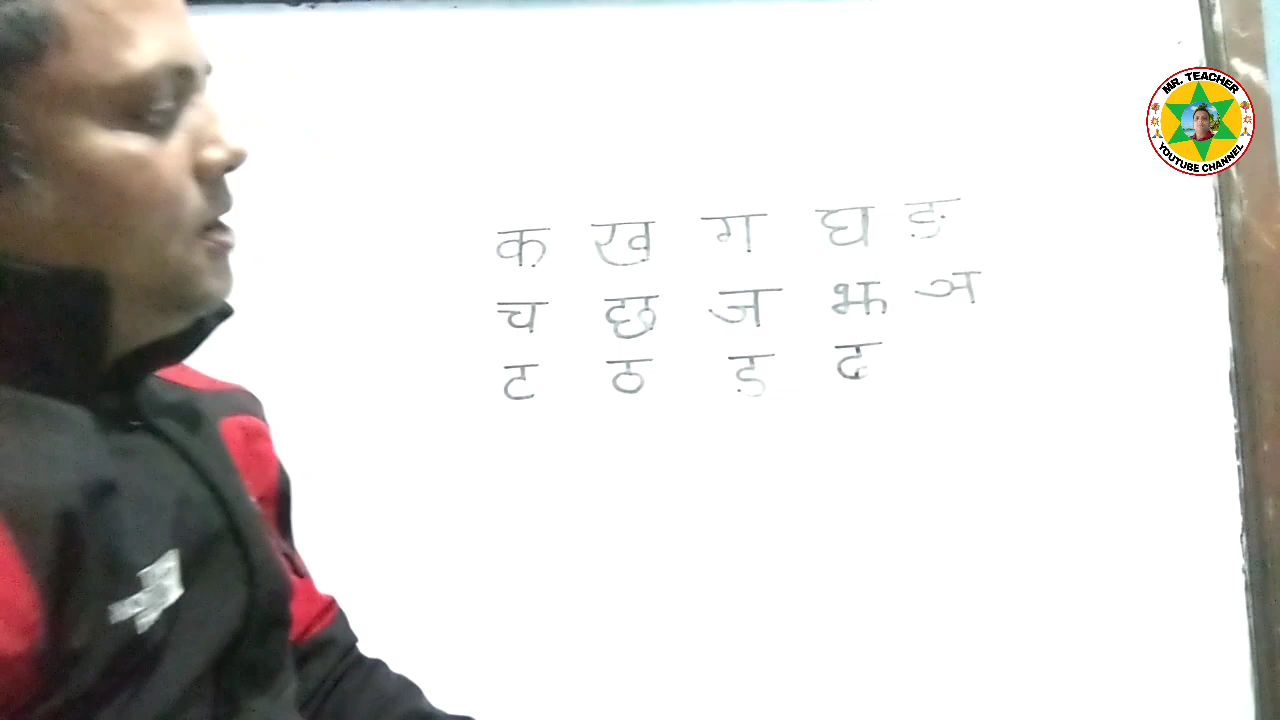 MR. TEACHER
YOUTUBE CHANNEL
क ख ग घ ङ
च छ ज झ ञ
ट ठ ड ढ